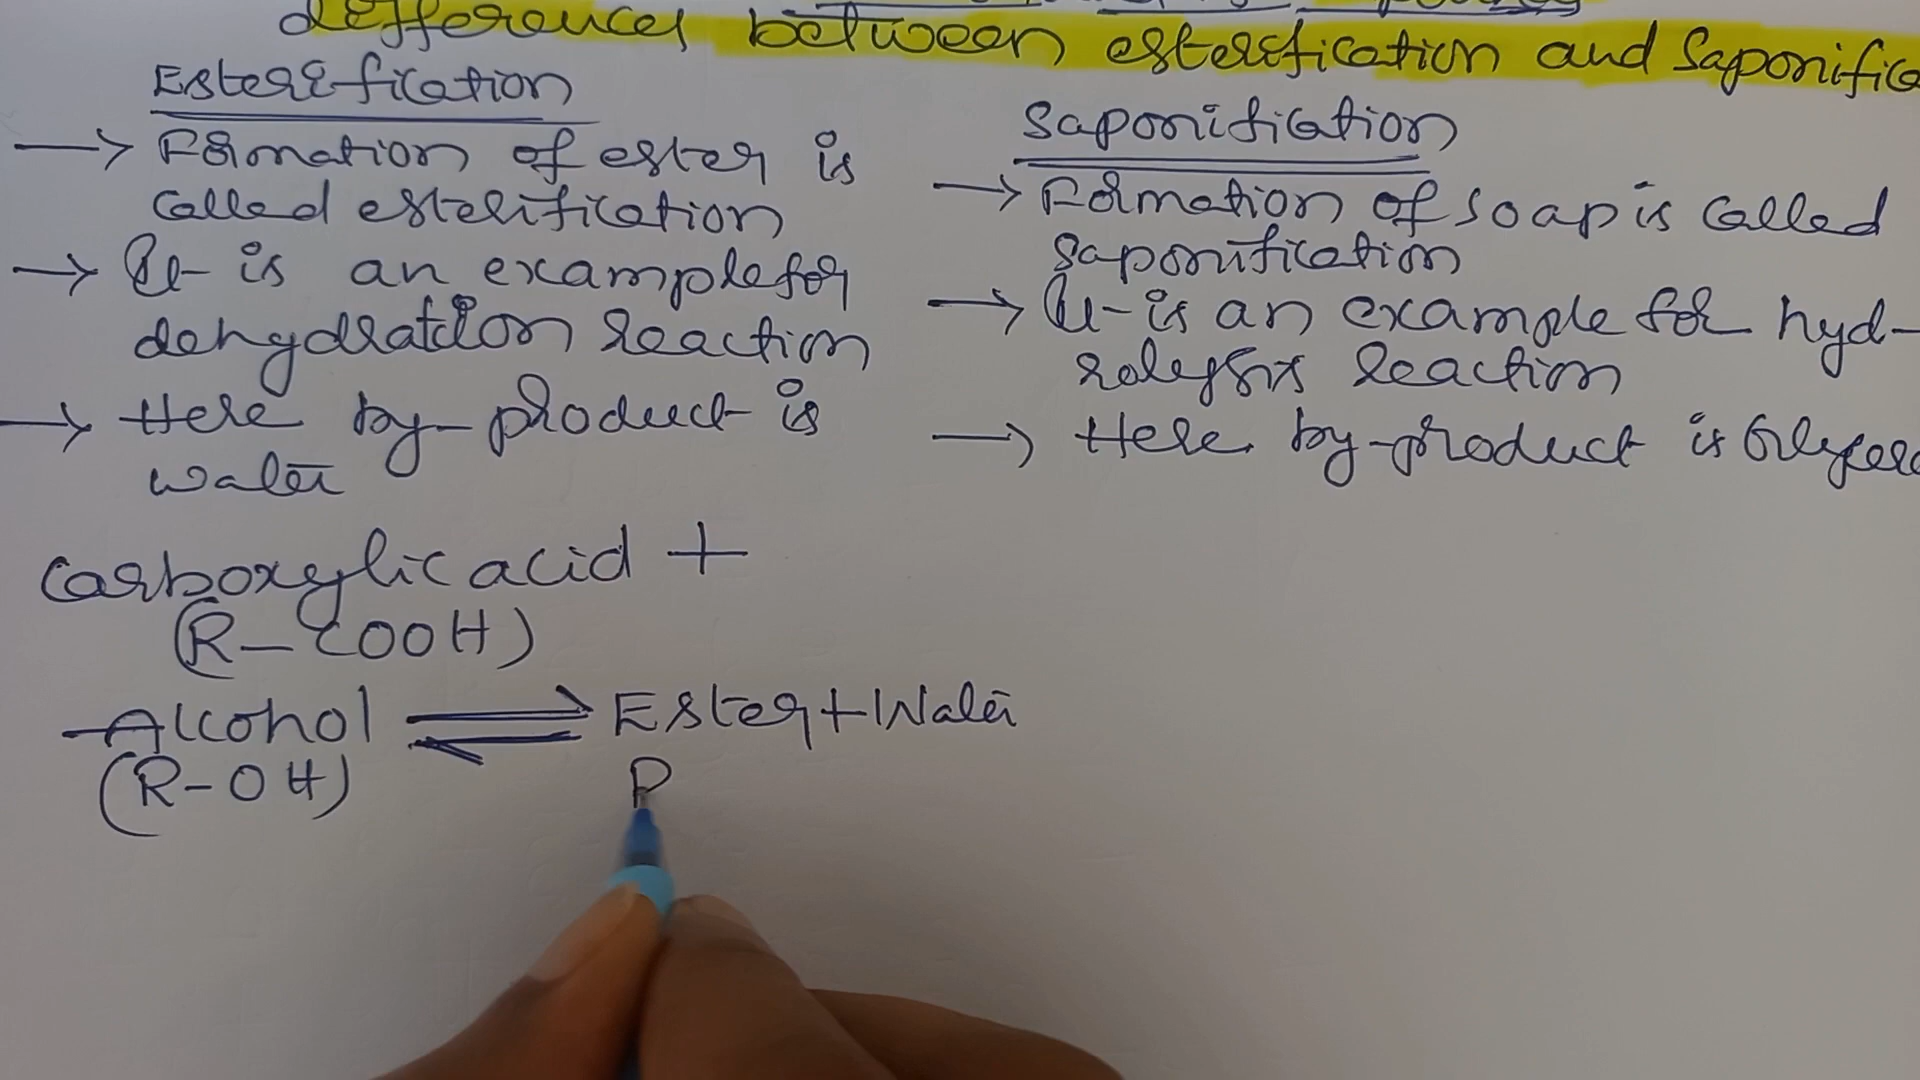 differences between esterification and Saponifica
Esterification
→ Formation of ester is
called esterification
→ It is an example for
dehydration reaction
→ Here by-product is
water
Carboxylic acid +
(R-COOH)
Alcohol ⇌ Ester+Water
(R-OH)
R
Saponification
→ Formation of soap is called
saponification
→ It is an example for hyd-
rolysis reaction
→ Here by-product is Glycero